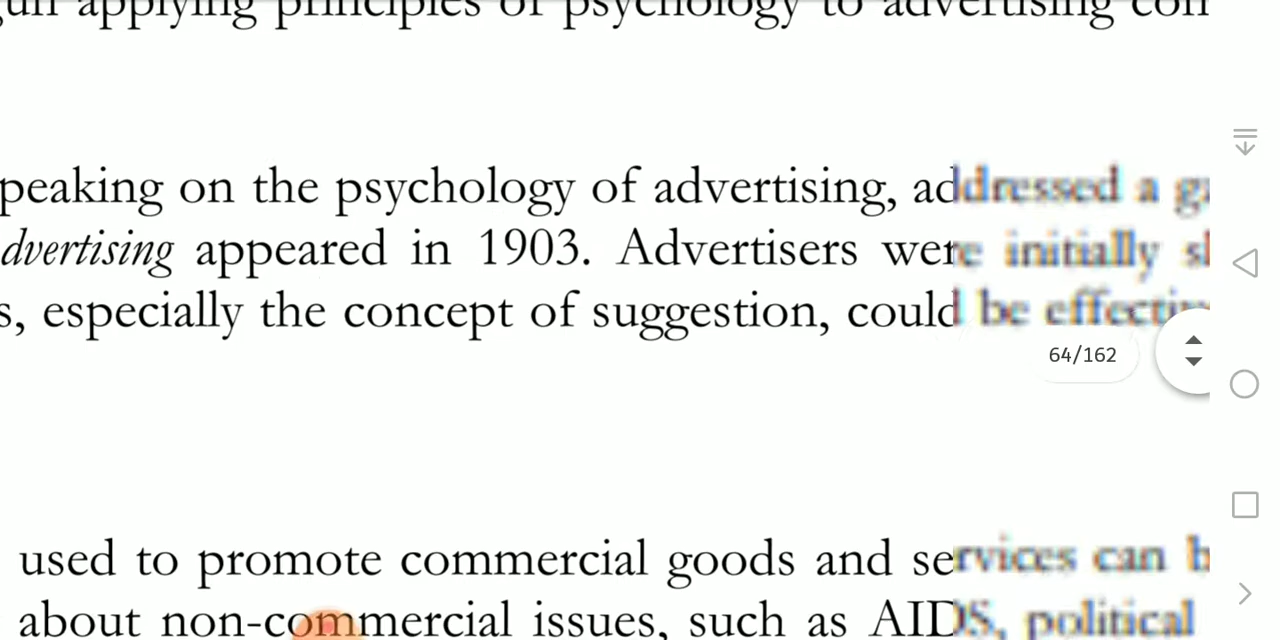 applying principles of psychology to advertising
peaking on the psychology of advertising, addressed a
dvertising appeared in 1903. Advertisers were initially
s, especially the concept of suggestion, could be
64/162
used to promote commercial goods and services can
about non-commercial issues, such as AIDS, political